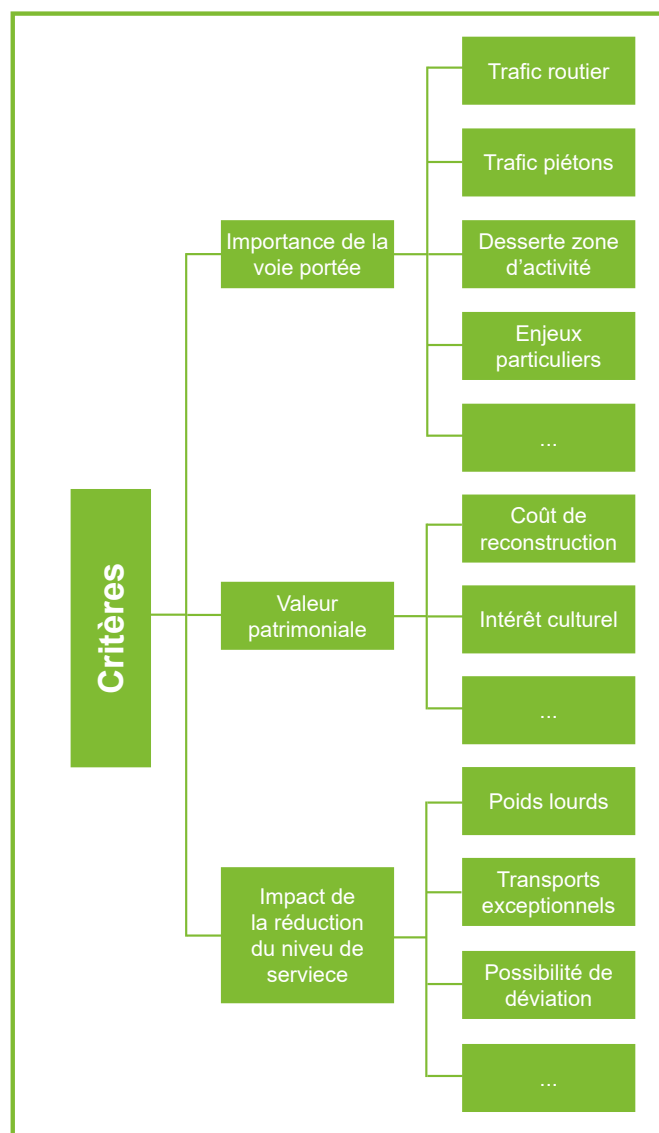 Critères
Importance de la
voie portée
Trafic routier
Trafic piétons
Desserte zone
d'activité
Enjeux
particuliers
...
Valeur
patrimoniale
Coût de
reconstruction
Intérêt culturel
...
Impact de
la réduction
du niveu de
serviece
Poids lourds
Transports
exceptionnels
Possibilité de
déviation
...